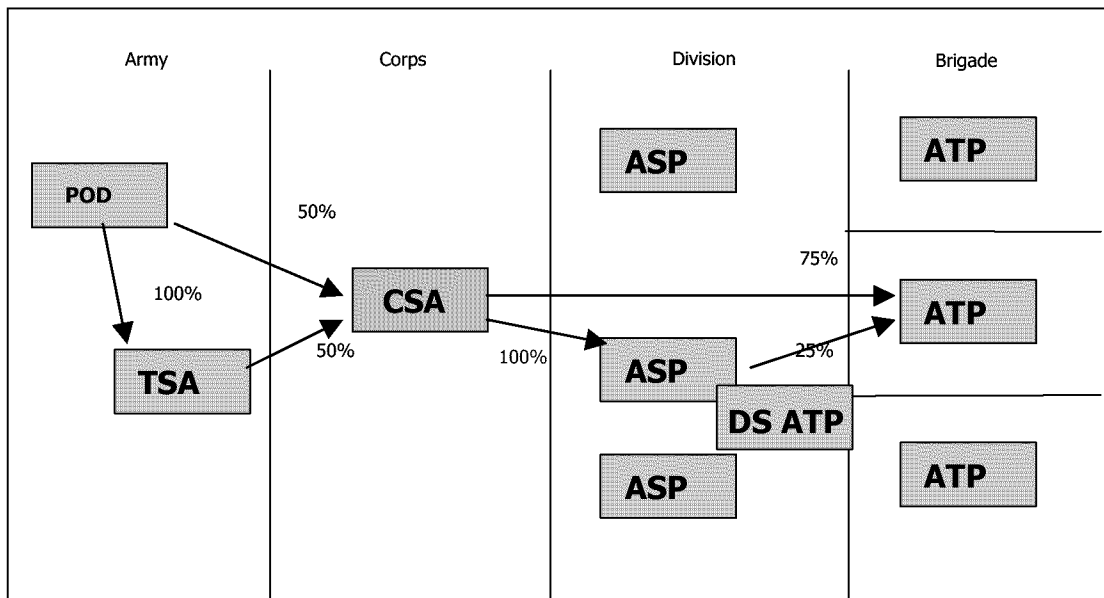 Army
Corps
Division
Brigade
POD
50%
100%
TSA
50%
CSA
100%
75%
25%
ASP
ASP
DS ATP
ASP
ATP
ATP
ATP